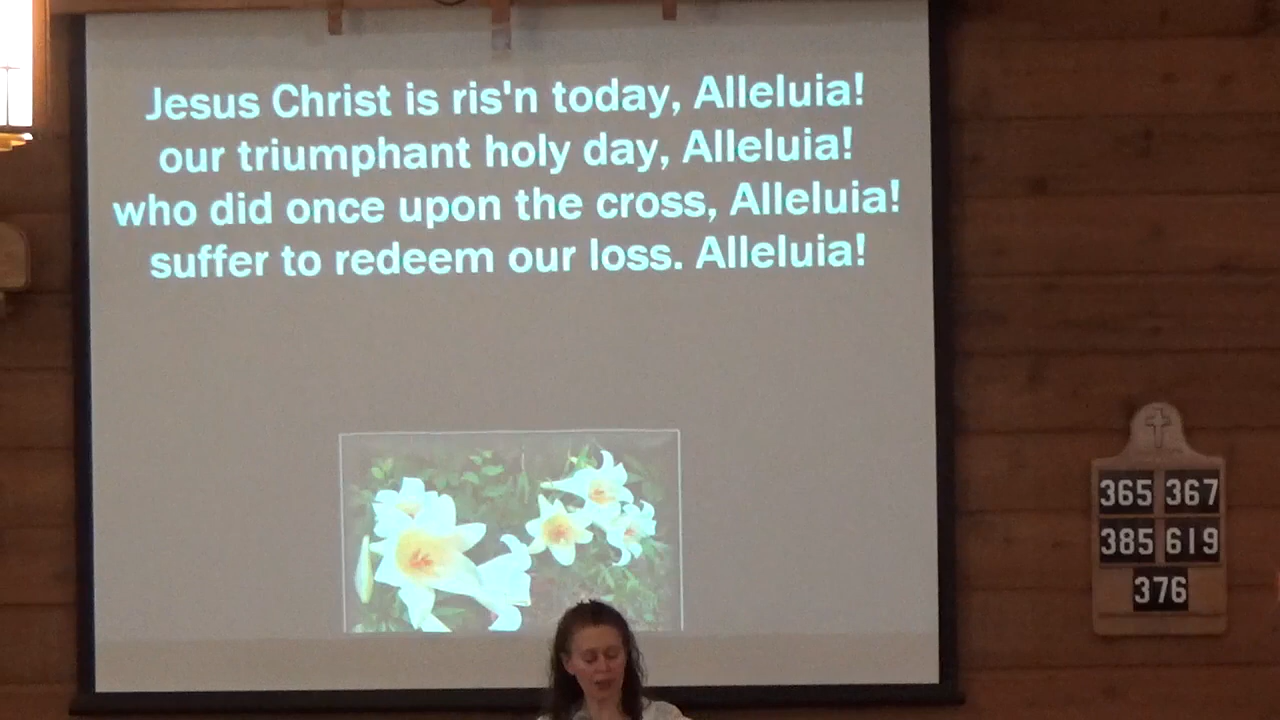 Jesus Christ is ris'n today, Alleluia!
our triumphant holy day, Alleluia!
who did once upon the cross, Alleluia!
suffer to redeem our loss. Alleluia!
365 367
385 619
376